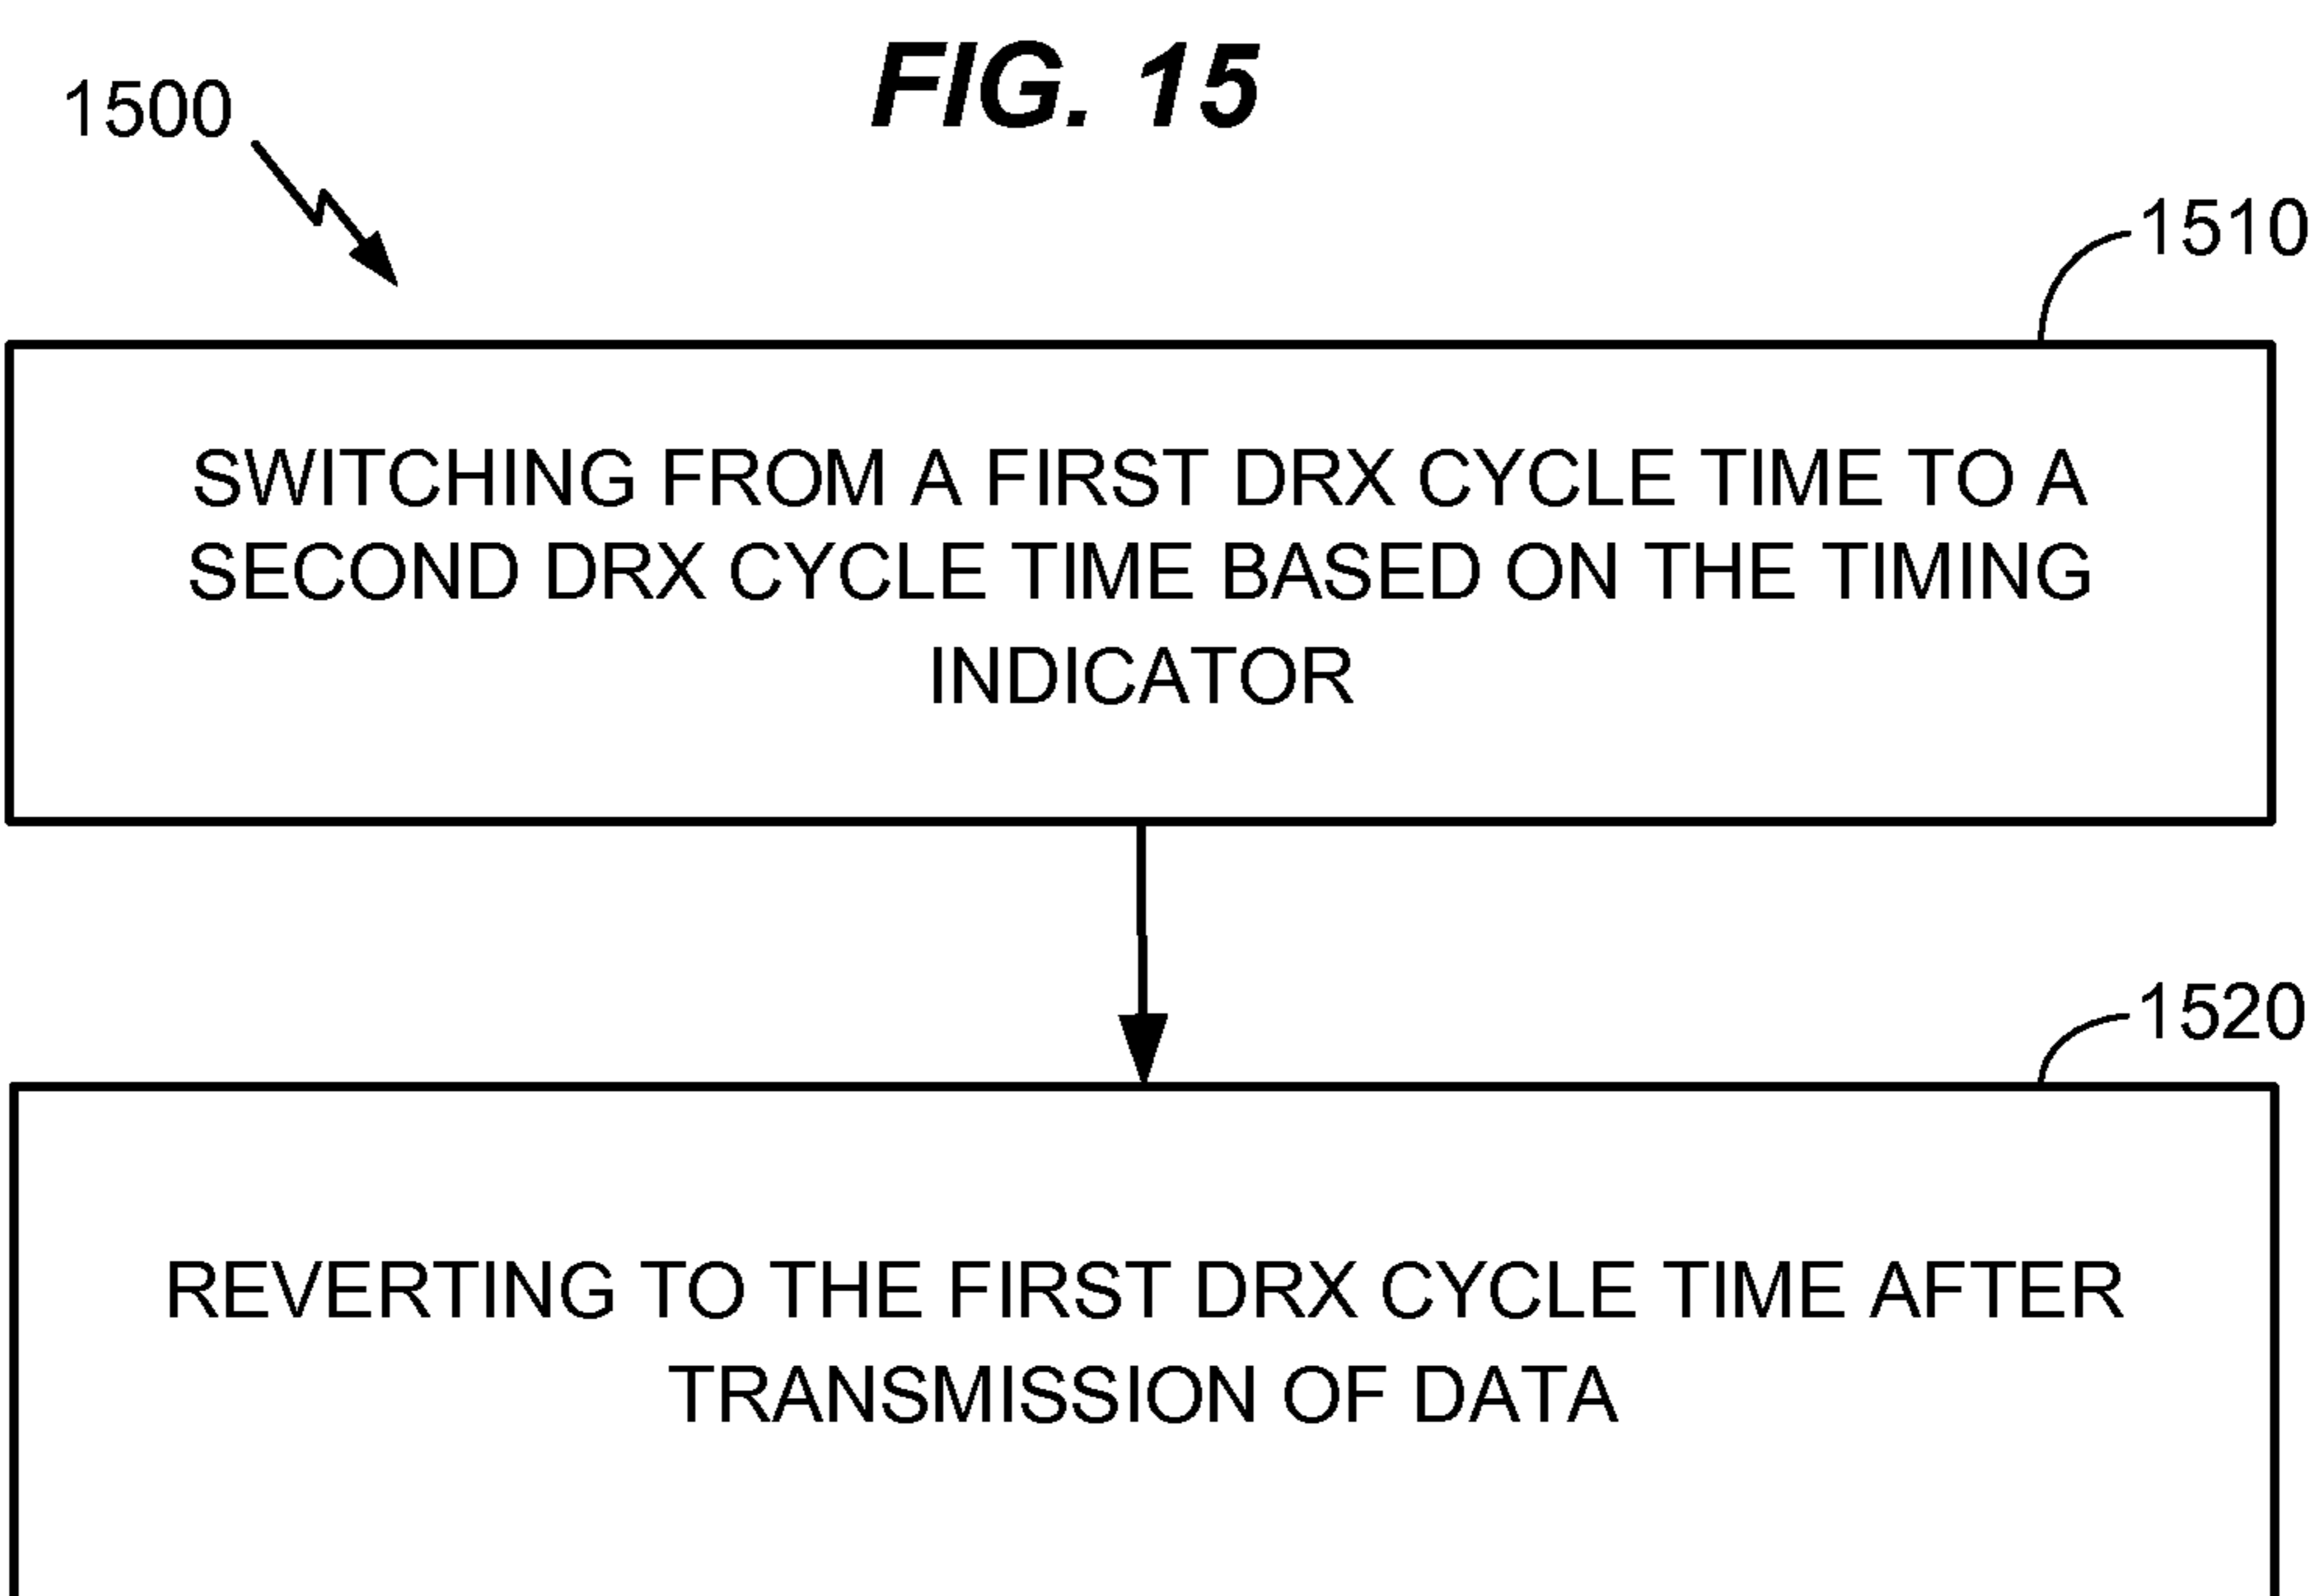 FIG. 15
1500
1510
SWITCHING FROM A FIRST DRX CYCLE TIME TO A
SECOND DRX CYCLE TIME BASED ON THE TIMING
INDICATOR
1520
REVERTING TO THE FIRST DRX CYCLE TIME AFTER
TRANSMISSION OF DATA